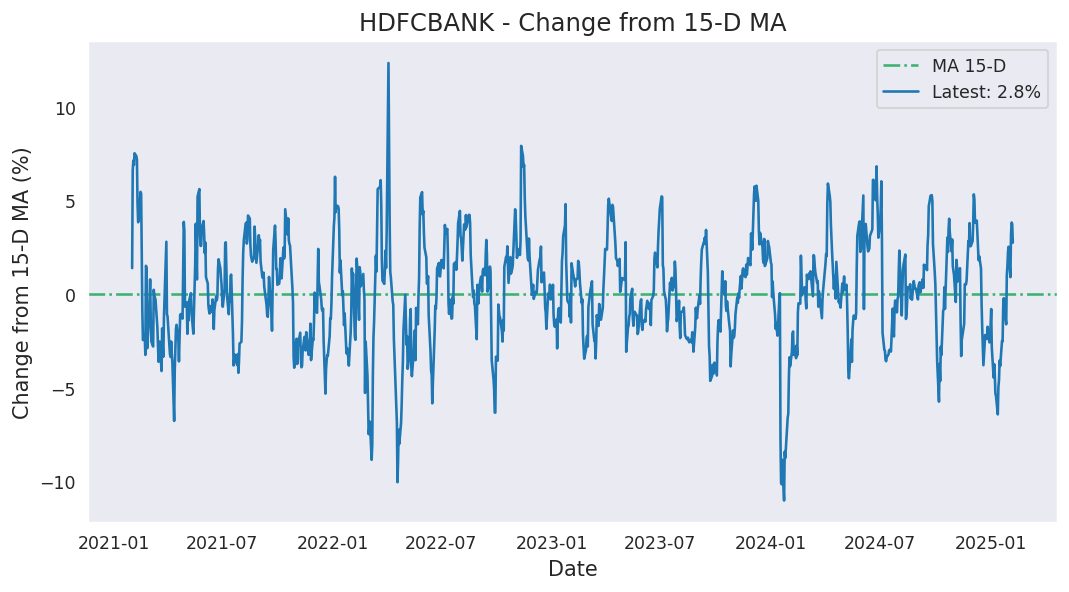 HDFCBANK - Change from 15-D MA
MA 15-D
Latest: 2.8%
Change from 15-D MA (%)
10
5
0
−5
−10
2021-01
2021-07
2022-01
2022-07
2023-01
2023-07
2024-01
2024-07
2025-01
Date